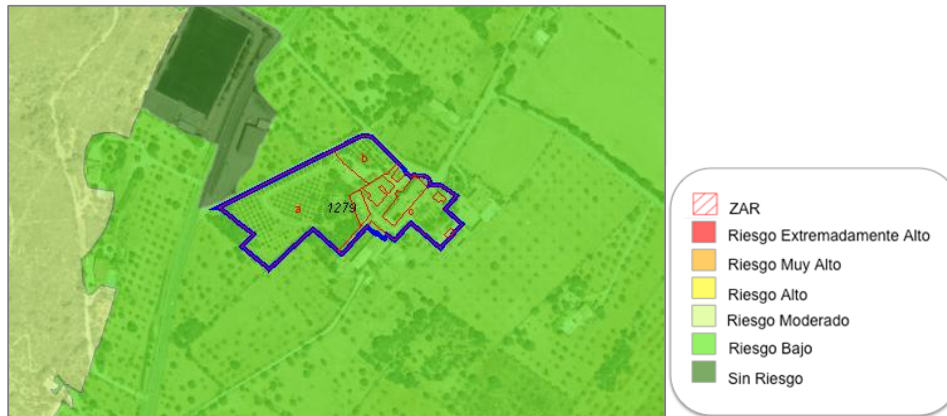 b
a
1279
c
ZAR
Riesgo Extremadamente Alto
Riesgo Muy Alto
Riesgo Alto
Riesgo Moderado
Riesgo Bajo
Sin Riesgo